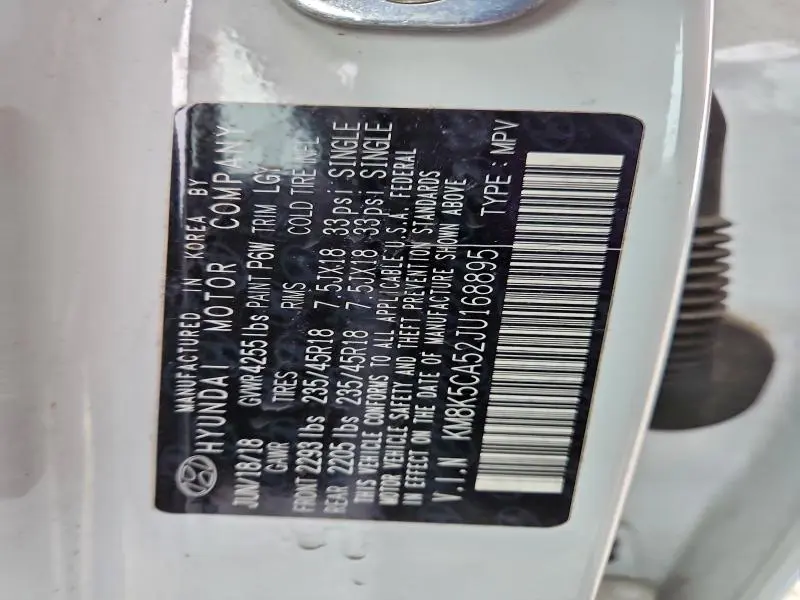 MANUFACTURED IN KOREA BY
HYUNDAI MOTOR COMPANY
JUN/18/18 GVWR4255lbs PAINT P6W TRIM LGY
GAWR TIRES RIMS COLD TIRE INFL
FRONT 2293 lbs 235/45R18 7.5JX18 33psi SINGLE
REAR 2205 lbs 235/45R18 7.5JX18 33psi SINGLE
THIS VEHICLE CONFORMS TO ALL APPLICABLE U.S.A. FEDERAL
MOTOR VEHICLE SAFETY AND THEFT PREVENTION STANDARDS
IN EFFECT ON THE DATE OF MANUFACTURE SHOWN ABOVE
V.I.N KM8K5CA52JU168895 TYPE : MPV